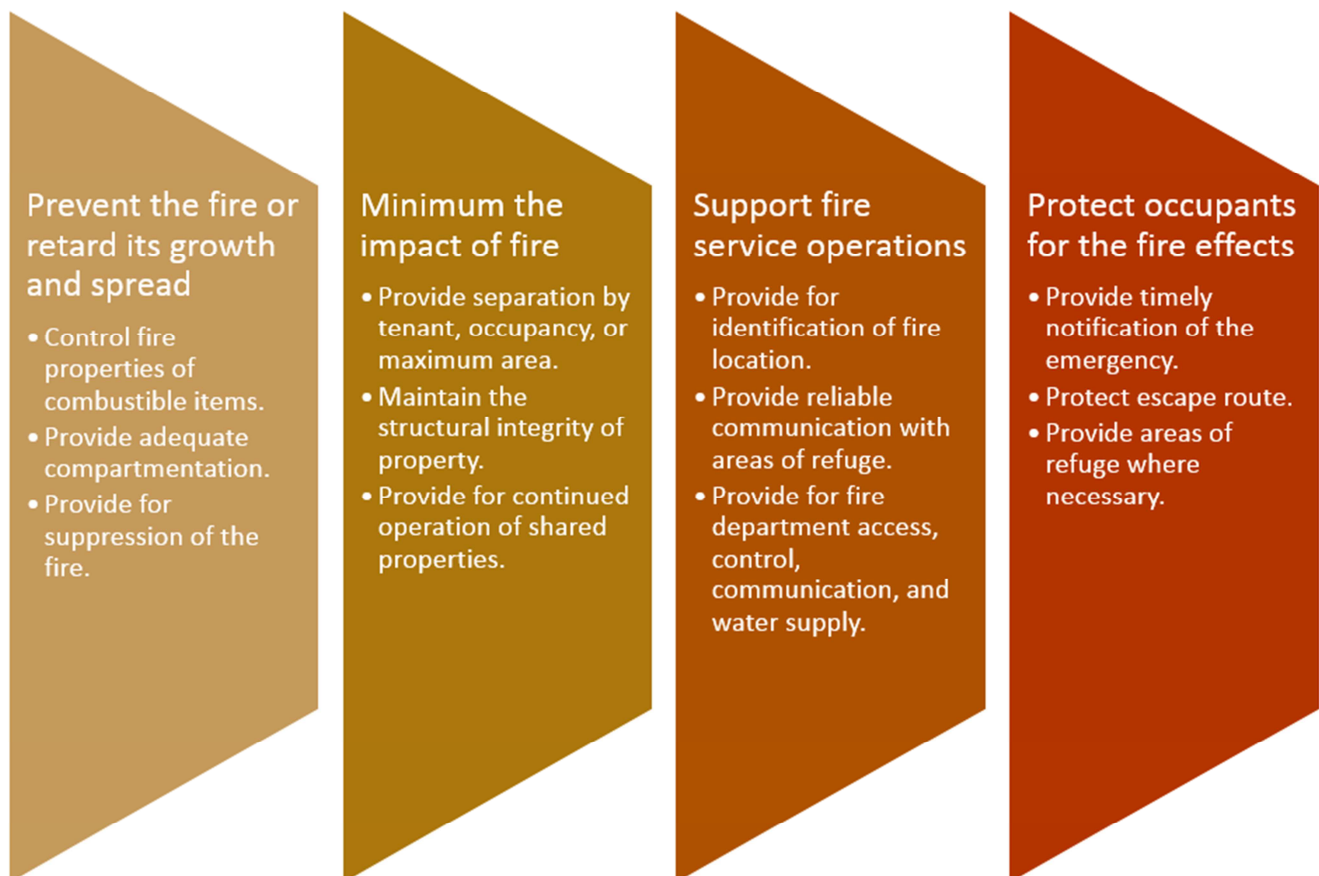 Prevent the fire or
retard its growth
and spread
• Control fire
properties of
combustible items.
• Provide adequate
compartmentation.
• Provide for
suppression of the
fire.
Minimum the
impact of fire
• Provide separation by
tenant, occupancy, or
maximum area.
• Maintain the
structural integrity of
property.
• Provide for continued
operation of shared
properties.
Support fire
service operations
• Provide for
identification of fire
location.
• Provide reliable
communication with
areas of refuge.
• Provide for fire
department access,
control,
communication, and
water supply.
Protect occupants
for the fire effects
• Provide timely
notification of the
emergency.
• Protect escape route.
• Provide areas of
refuge where
necessary.